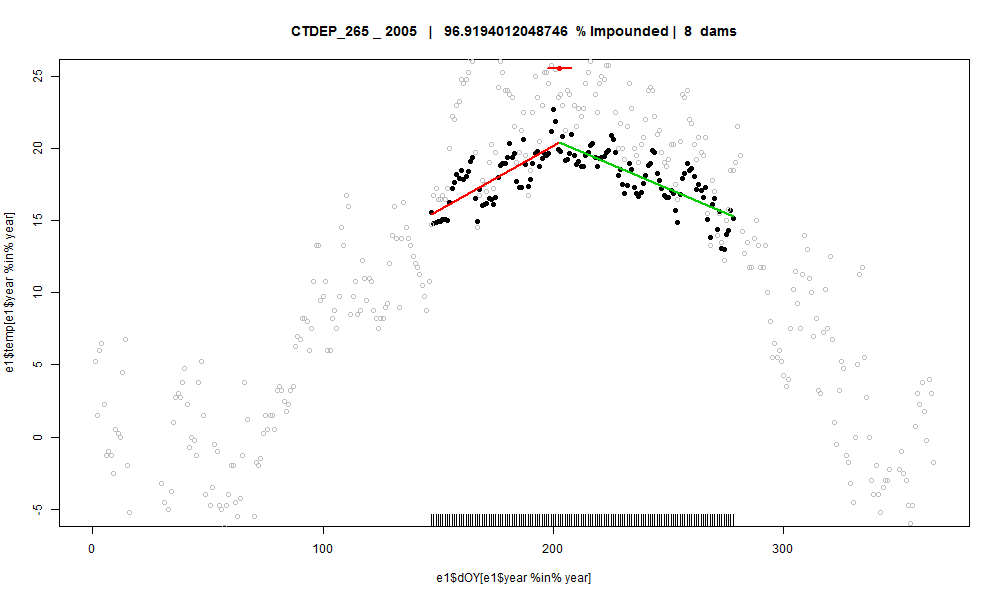 CTDEP_265 _ 2005 | 96.9194012048746 % Impounded | 8 dams
e1$temp[e1$year %in% year]
25
20
15
10
5
0
-5
0 100 200 300
e1$dOY[e1$year %in% year]